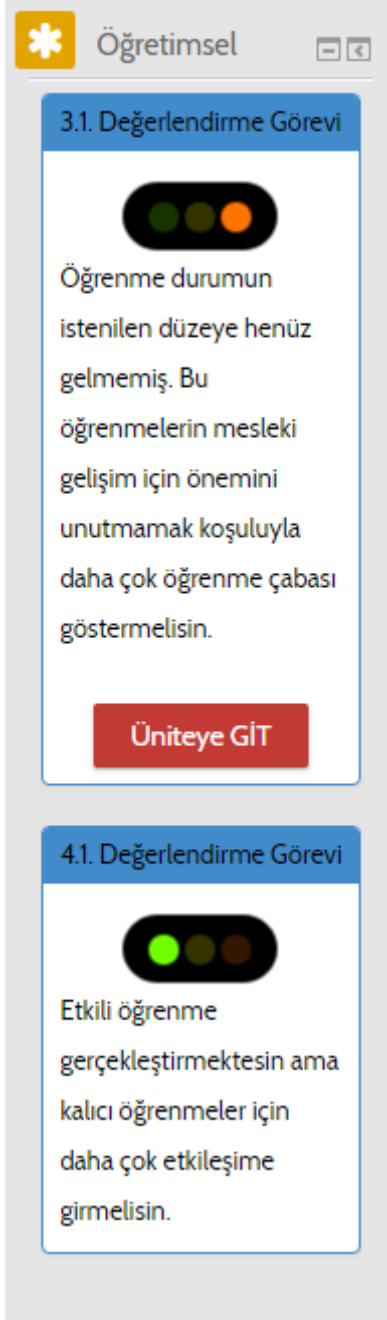 Öğretimsel
3.1. Değerlendirme Görevi
Öğrenme durumun
istenilen düzeye henüz
gelmemiş. Bu
öğrenmelerin mesleki
gelişim için önemini
unutmamak koşuluyla
daha çok öğrenme çabası
göstermelisin.
Üniteye GİT
4.1. Değerlendirme Görevi
Etkili öğrenme
gerçekleştirmektesin ama
kalıcı öğrenmeler için
daha çok etkileşime
girmelisin.